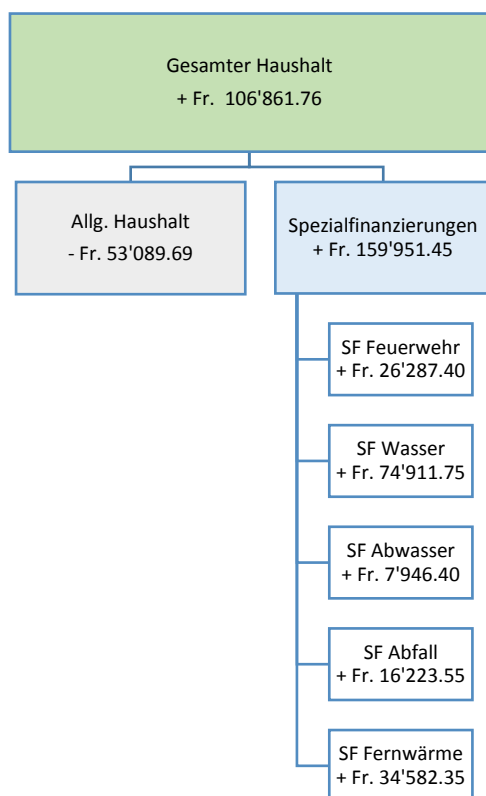 Gesamter Haushalt
+ Fr.  106'861.76
Allg. Haushalt
- Fr. 53'089.69
Spezialfinanzierungen
+ Fr. 159'951.45
SF Feuerwehr
+ Fr. 26'287.40
SF Wasser
+ Fr. 74'911.75
SF Abwasser
+ Fr. 7'946.40
SF Abfall
+ Fr. 16'223.55
SF Fernwärme
+ Fr. 34'582.35